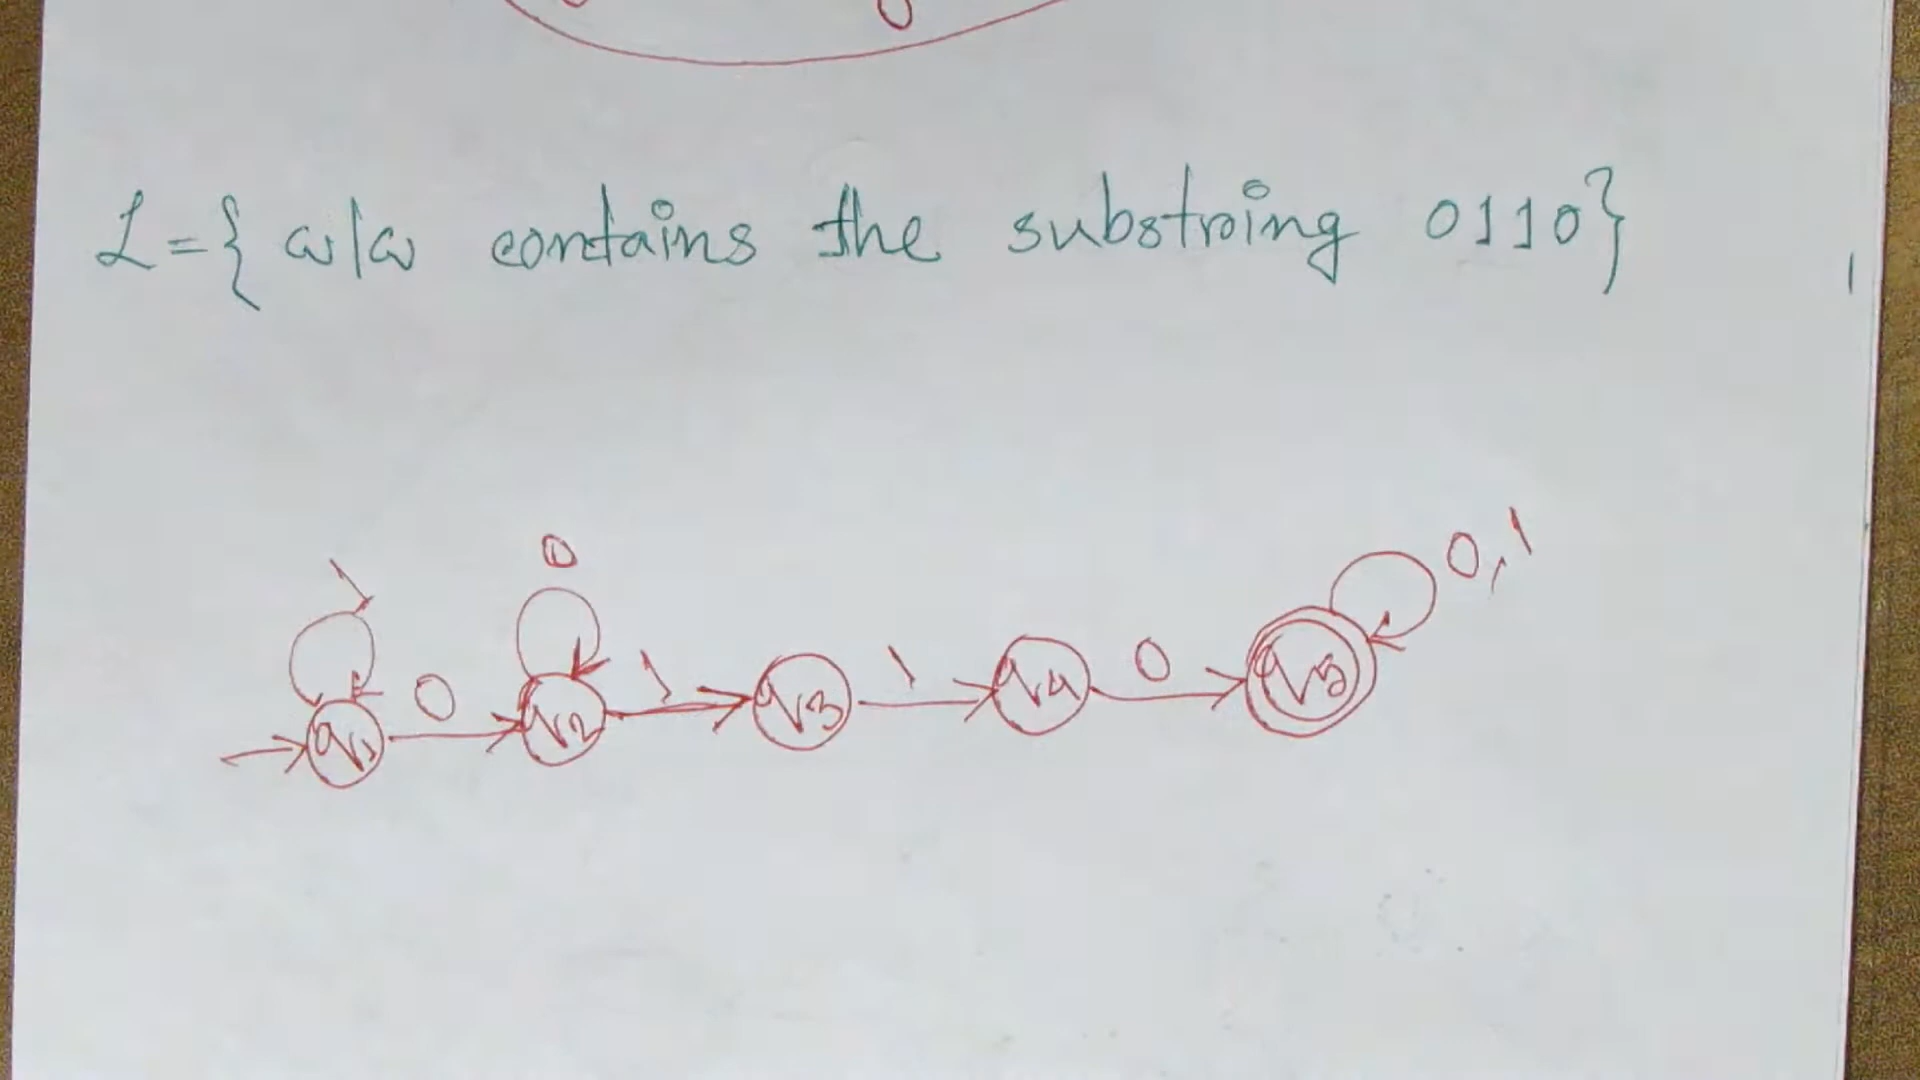 L={ω/ω contains the substring 0110}
1 0 0,1
0 1 1 0
q1 q2 q3 q4 q5